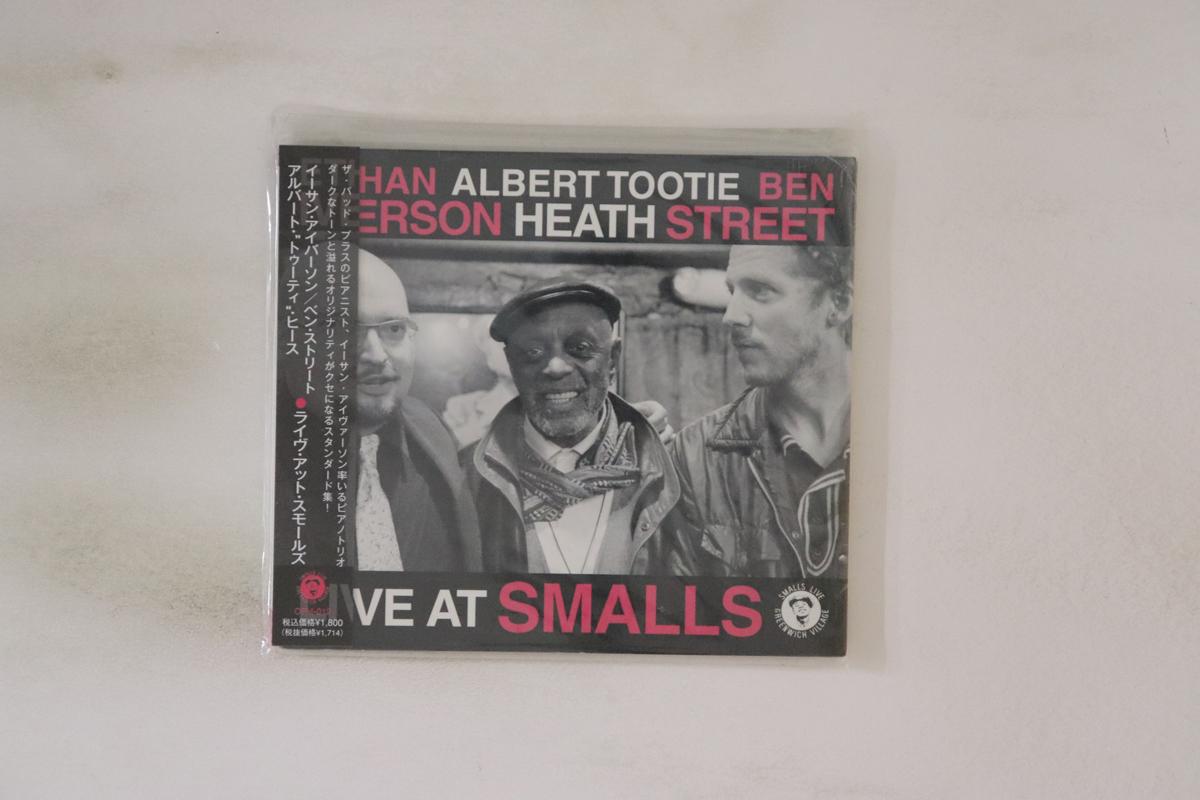 HAN ALBERT TOOTIE BEN
ERSON HEATH STREET
ザ・バッド・プラスのピアニスト、イーサン・アイヴァーソン率いるピアノトリオ
ダークなトーンと溢れるオリジナリティがクセになるスタンダード集！
イーサン・アイバーソン／ベン・ストリート
アルバート・"トゥーティ"・ヒース
●ライヴ・アット・スモールズ
税込価格¥1,800
(税抜価格¥1,714)
VE AT SMALLS
SMALLS LIVE
GREENWICH VILLAGE